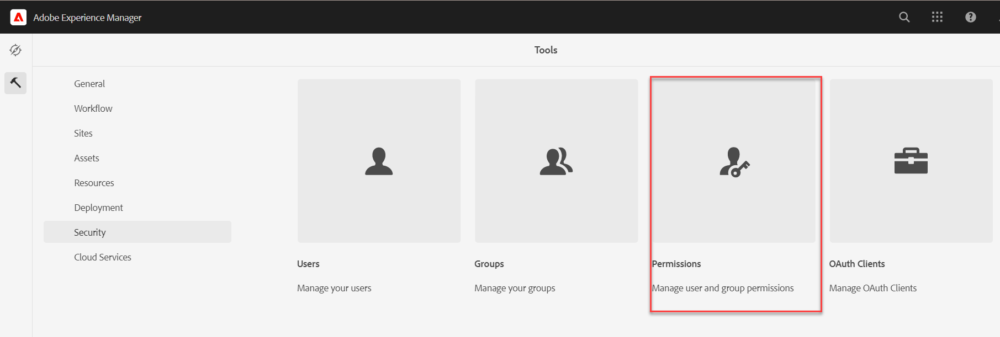 Adobe Experience Manager
Tools
General
Workflow
Sites
Assets
Resources
Deployment
Security
Cloud Services
Users
Manage your users
Groups
Manage your groups
Permissions
Manage user and group permissions
OAuth Clients
Manage OAuth Clients